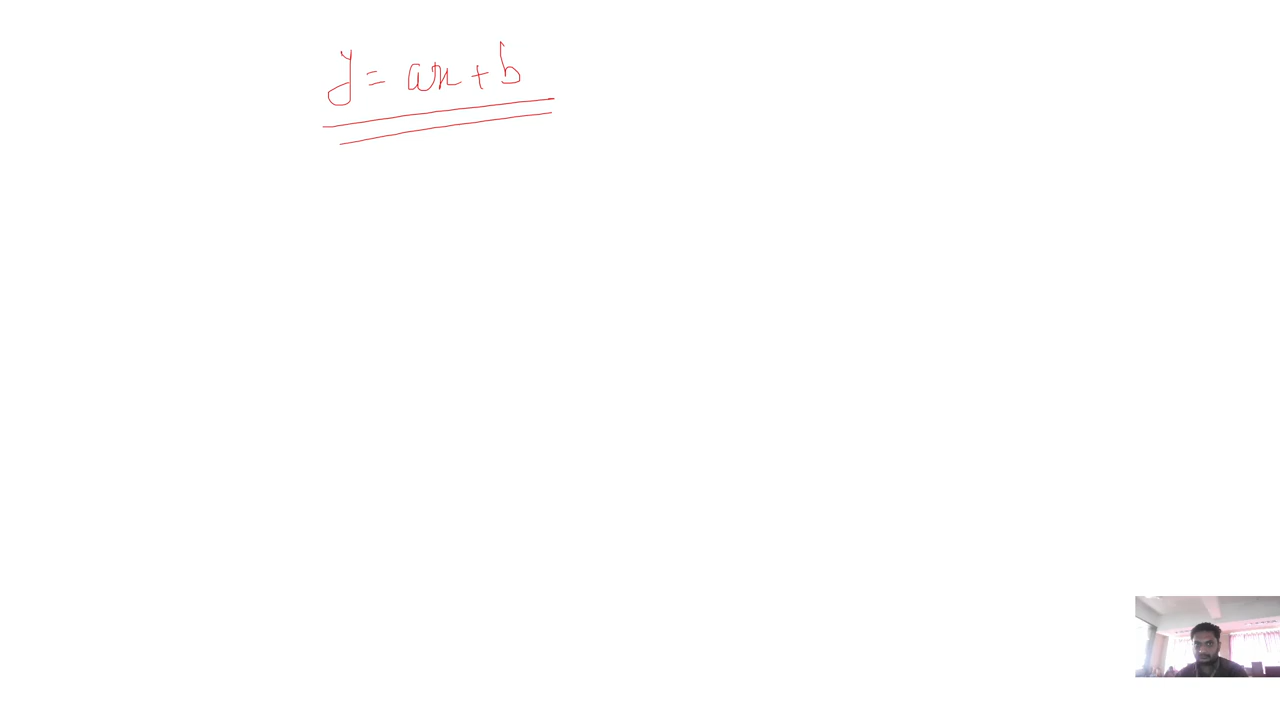 y = ax + b